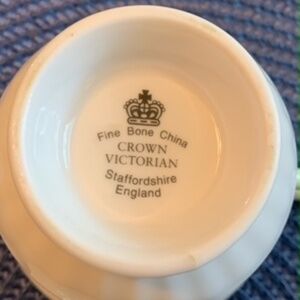 Fine Bone China
CROWN
VICTORIAN
Staffordshire
England